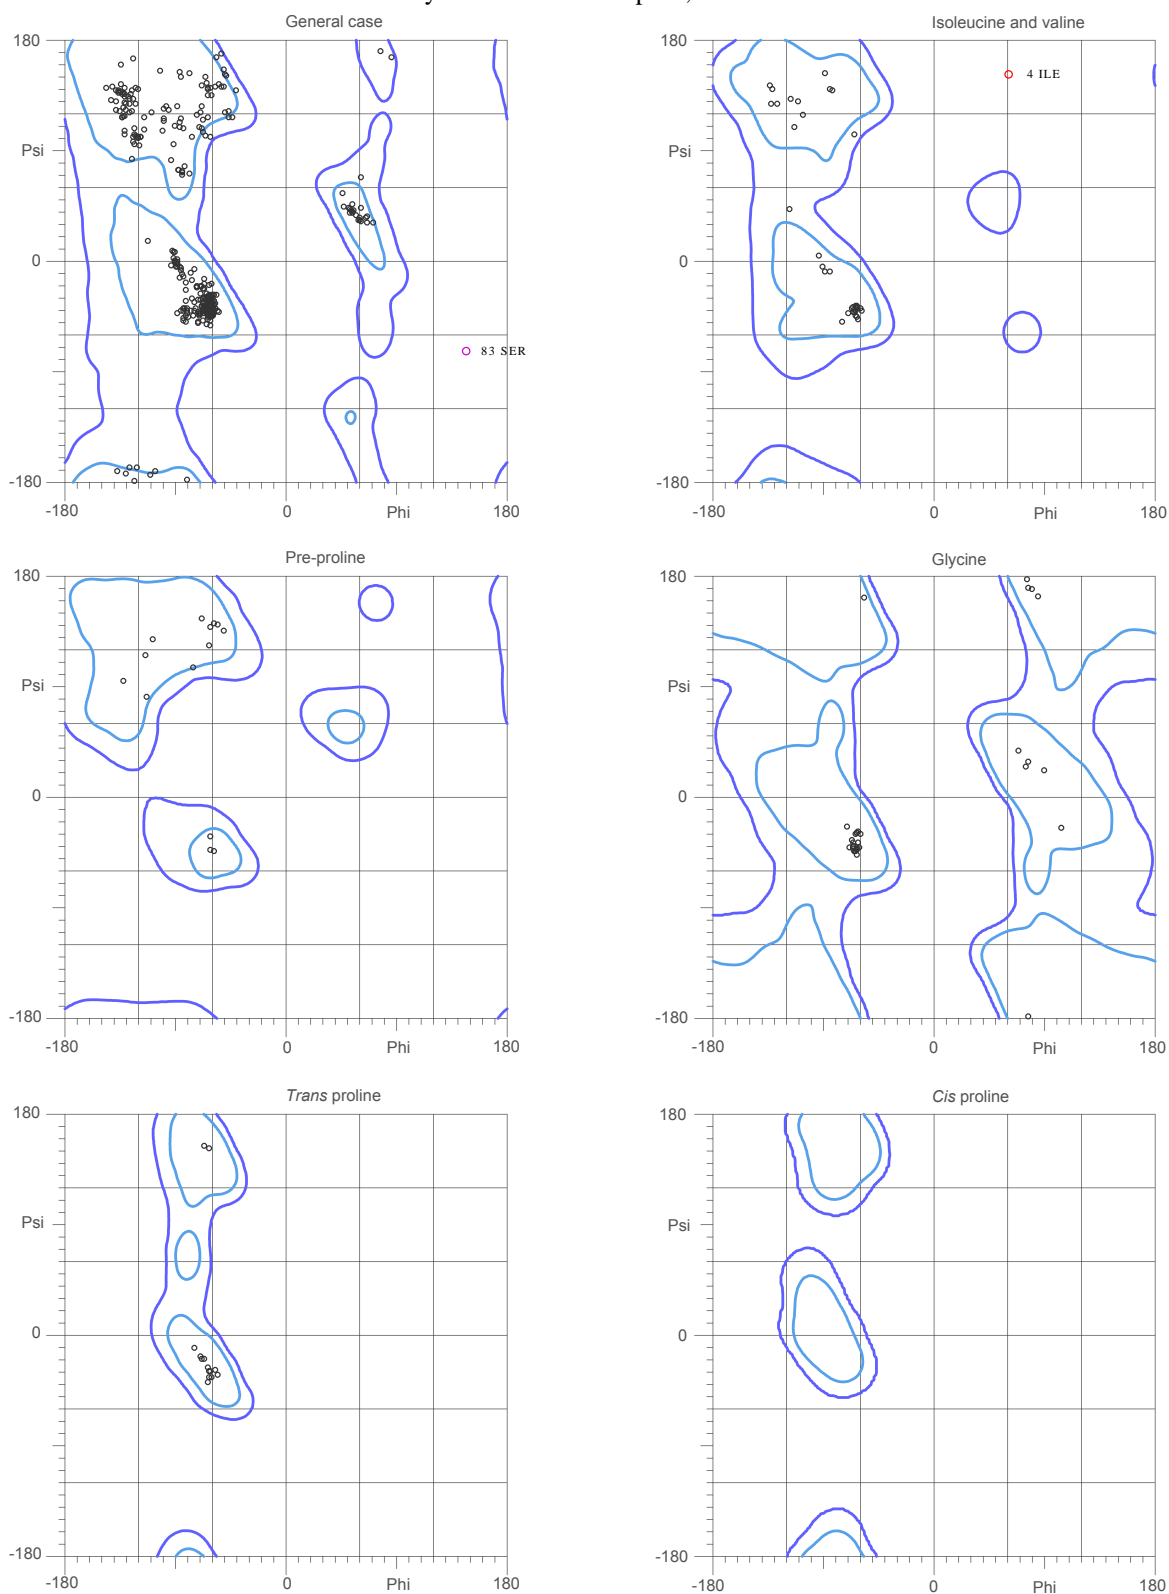 General case
180
Psi
0
-180
-180
0
Phi
180
83 SER
Isoleucine and valine
180
Psi
0
-180
-180
0
Phi
180
4 ILE
Pre-proline
180
Psi
0
-180
-180
0
Phi
180
Glycine
180
Psi
0
-180
-180
0
Phi
180
Trans proline
180
Psi
0
-180
-180
0
Phi
180
Cis proline
180
Psi
0
-180
-180
0
Phi
180